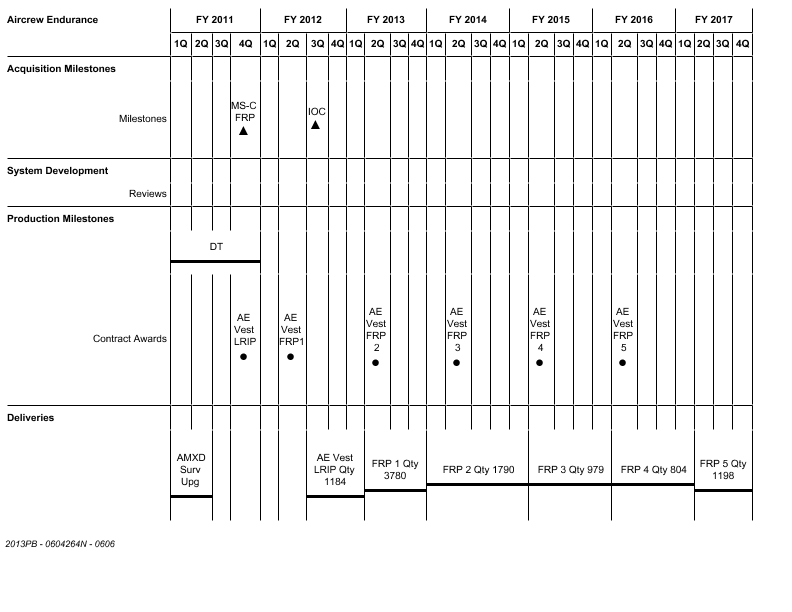 Aircrew Endurance FY 2011 FY 2012 FY 2013 FY 2014 FY 2015 FY 2016 FY 2017
1Q 2Q 3Q 4Q 1Q 2Q 3Q 4Q 1Q 2Q 3Q 4Q 1Q 2Q 3Q 4Q 1Q 2Q 3Q 4Q 1Q 2Q 3Q 4Q 1Q 2Q 3Q 4Q
Acquisition Milestones
Milestones
MS-C
FRP
IOC
System Development
Reviews
Production Milestones
DT
Contract Awards
AE
Vest
LRIP
AE
Vest
FRP1
AE
Vest
FRP
2
AE
Vest
FRP
3
AE
Vest
FRP
4
AE
Vest
FRP
5
Deliveries
AMXD
Surv
Upg
AE Vest
LRIP Qty
1184
FRP 1 Qty
3780
FRP 2 Qty 1790
FRP 3 Qty 979
FRP 4 Qty 804
FRP 5 Qty
1198
2013PB - 0604264N - 0606